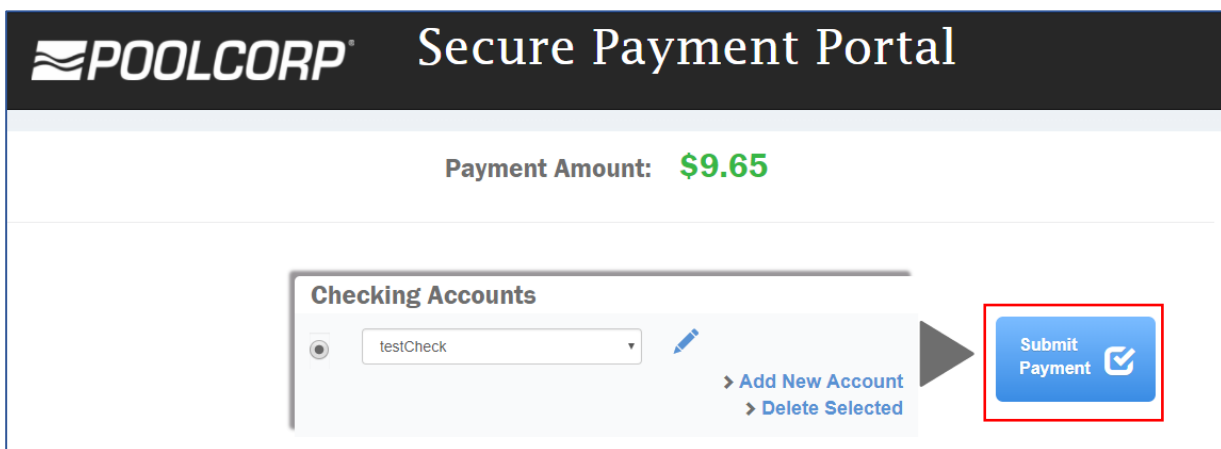 POOLCORP® Secure Payment Portal
Payment Amount: $9.65
Checking Accounts
testCheck
Submit
Payment
> Add New Account
> Delete Selected